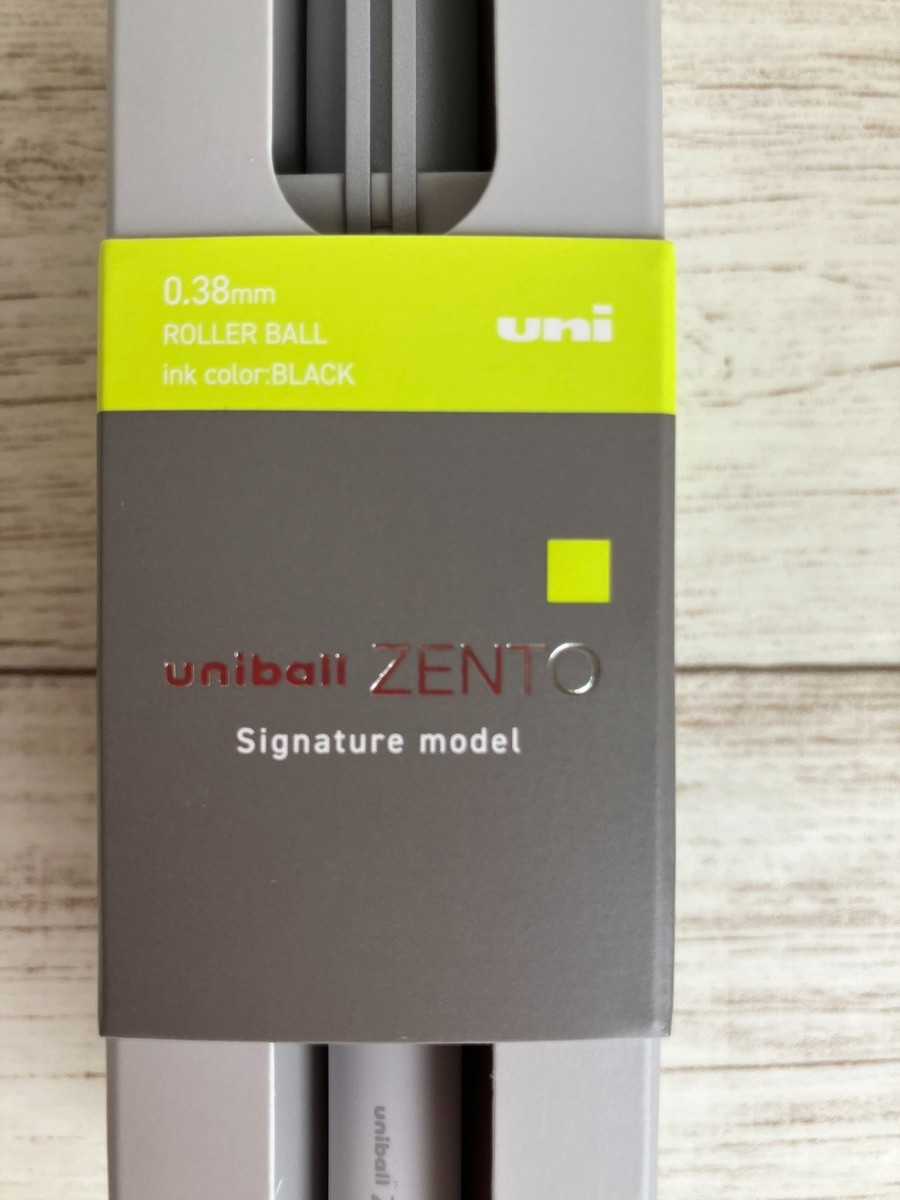 0.38mm
ROLLER BALL
ink color:BLACK
uni
uniball ZENTO
Signature model
uniball